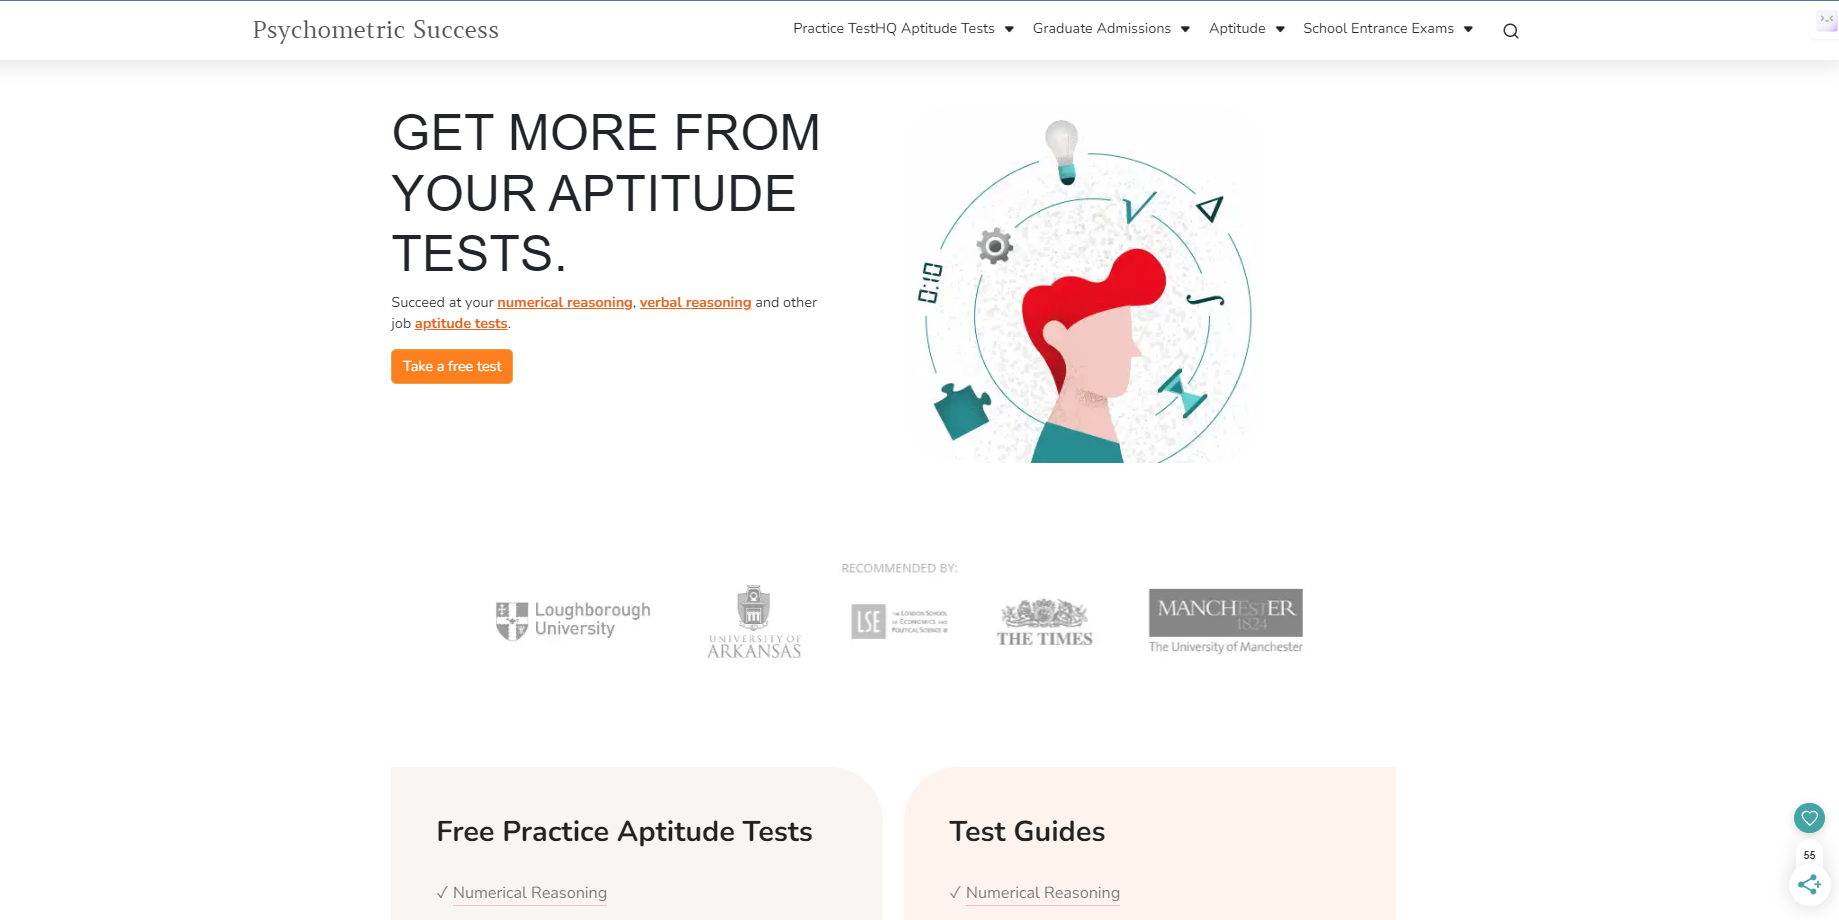 Psychometric Success
Practice TestHQ Aptitude Tests
Graduate Admissions
Aptitude
School Entrance Exams
GET MORE FROM
YOUR APTITUDE
TESTS.
Succeed at your numerical reasoning, verbal reasoning and other
job aptitude tests.
Take a free test
0:10
RECOMMENDED BY:
Loughborough
University
UNIVERSITY OF
ARKANSAS
LSE
THE LONDON SCHOOL
OF ECONOMICS AND
POLITICAL SCIENCE
THE TIMES
MANCHESTER
1824
The University of Manchester
Free Practice Aptitude Tests
✓ Numerical Reasoning
Test Guides
✓ Numerical Reasoning
55